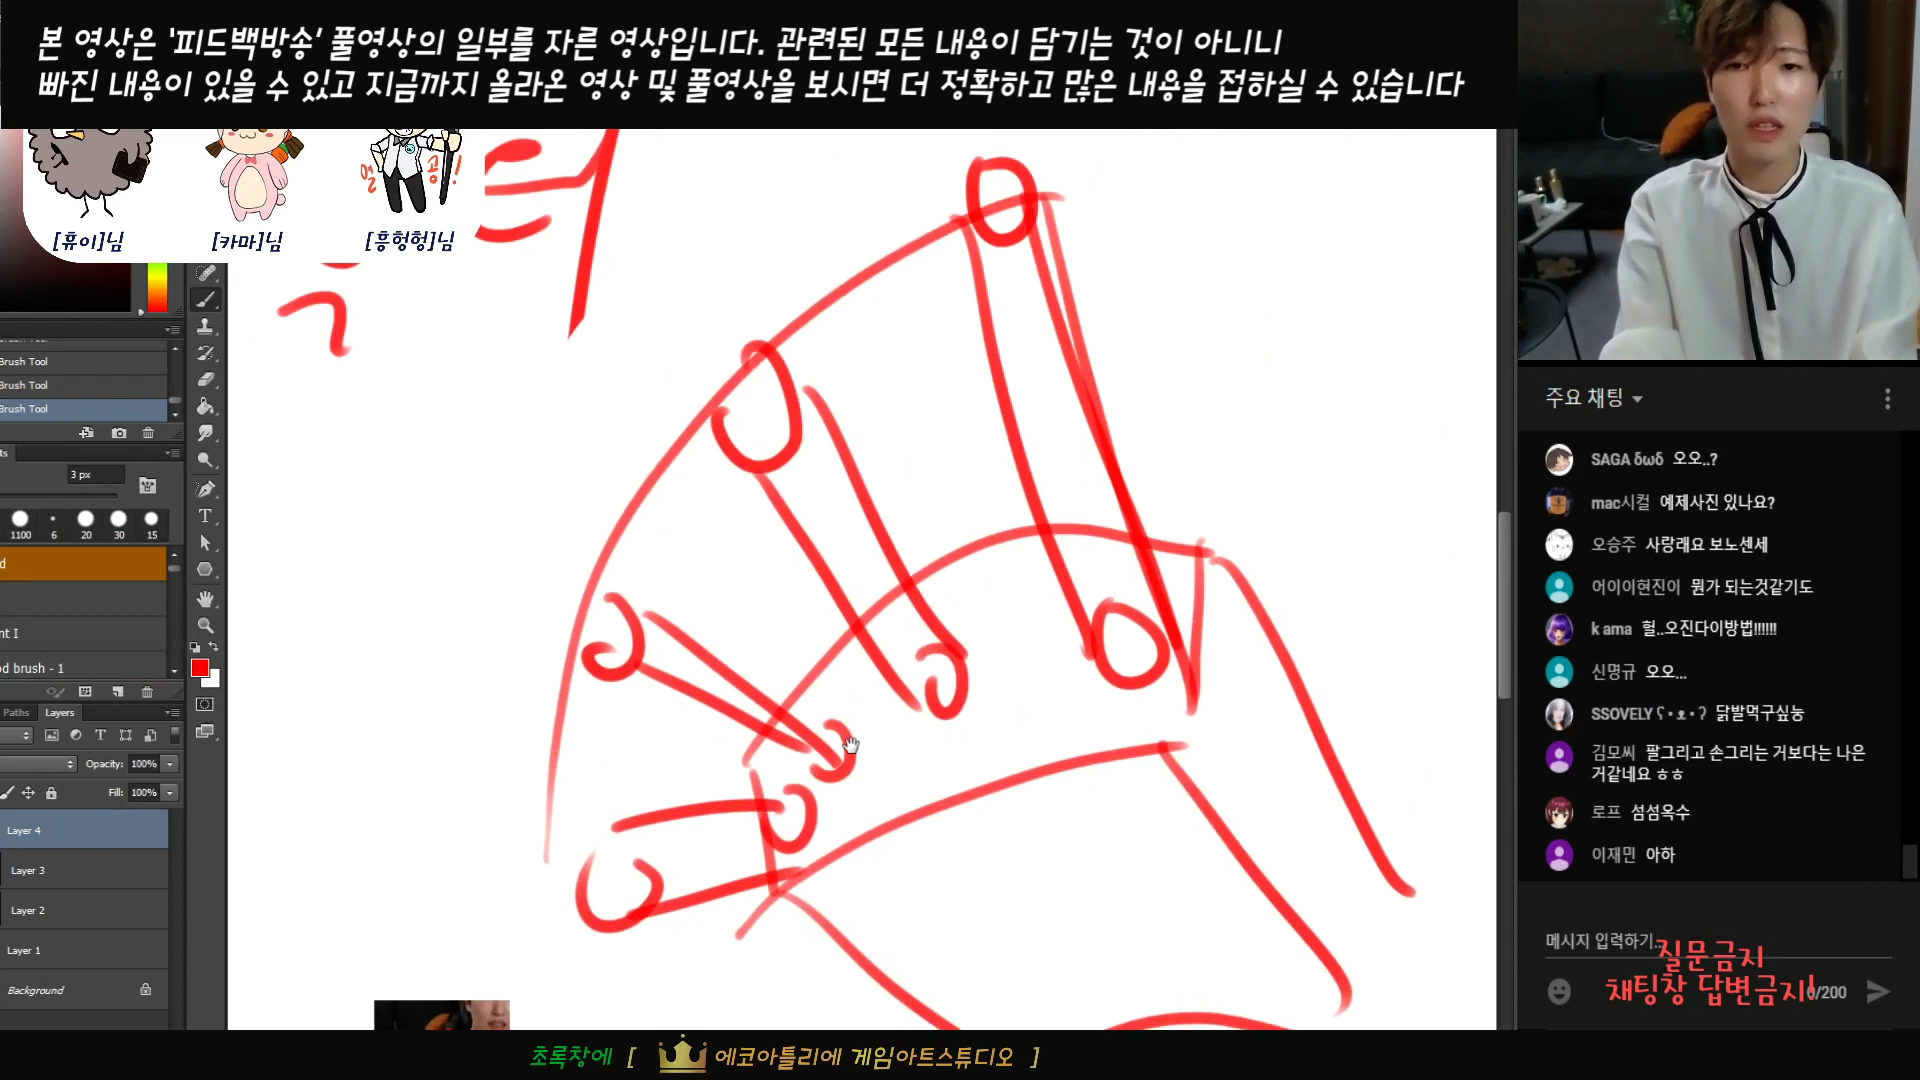 본 영상은 '피드백방송' 풀영상의 일부를 자른 영상입니다. 관련된 모든 내용이 담기는 것이 아니니
빠진 내용이 있을 수 있고 지금까지 올라온 영상 및 풀영상을 보시면 더 정확하고 많은 내용을 접하실 수 있습니다
열 공!
[휴이]님
[카마]님
[흥헝헝]님
Brush Tool
Brush Tool
Brush Tool
3 px
1100
6
20
30
15
nt I
od brush - 1
Paths
Layers
Opacity: 100%
Fill: 100%
Layer 4
Layer 3
Layer 2
Layer 1
Background
주요 채팅
SAGA δωδ 오오..?
mac시컬 예제사진 있나요?
오승주 사랑래요 보노센세
어이이현진이 뭔가 되는것같기도
k ama 헐..오진다이방법!!!!!!
신명규 오오...
SSOVELY ʕ • ᴥ • ʔ 닭발먹구싶눙
김모씨 팔그리고 손그리는 거보다는 나은
거같네요 ㅎㅎ
로프 섬섬옥수
이재민 아하
메시지 입력하기...
질문금지
채팅창 답변금지!
0/200
초록창에 [ 에코아틀리에 게임아트스튜디오 ]